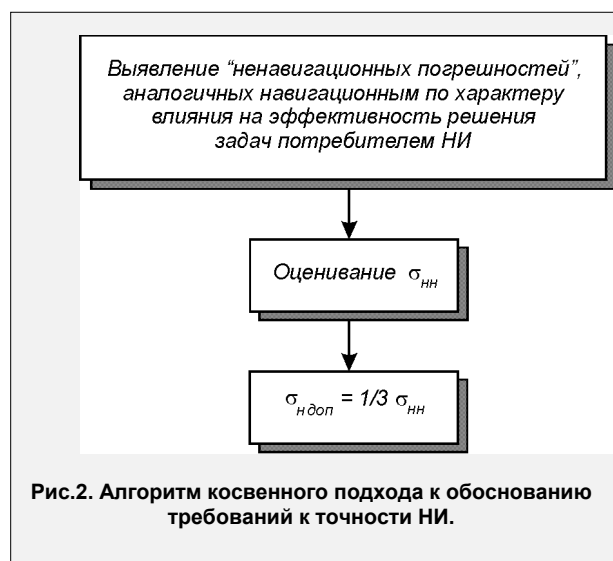 Выявление “ненавигационных погрешностей”,
аналогичных навигационным по характеру
влияния на эффективность решения
задач потребителем НИ
Оценивание σнн
σн доп = 1/3 σнн
Рис.2. Алгоритм косвенного подхода к обоснованию
требований к точности НИ.